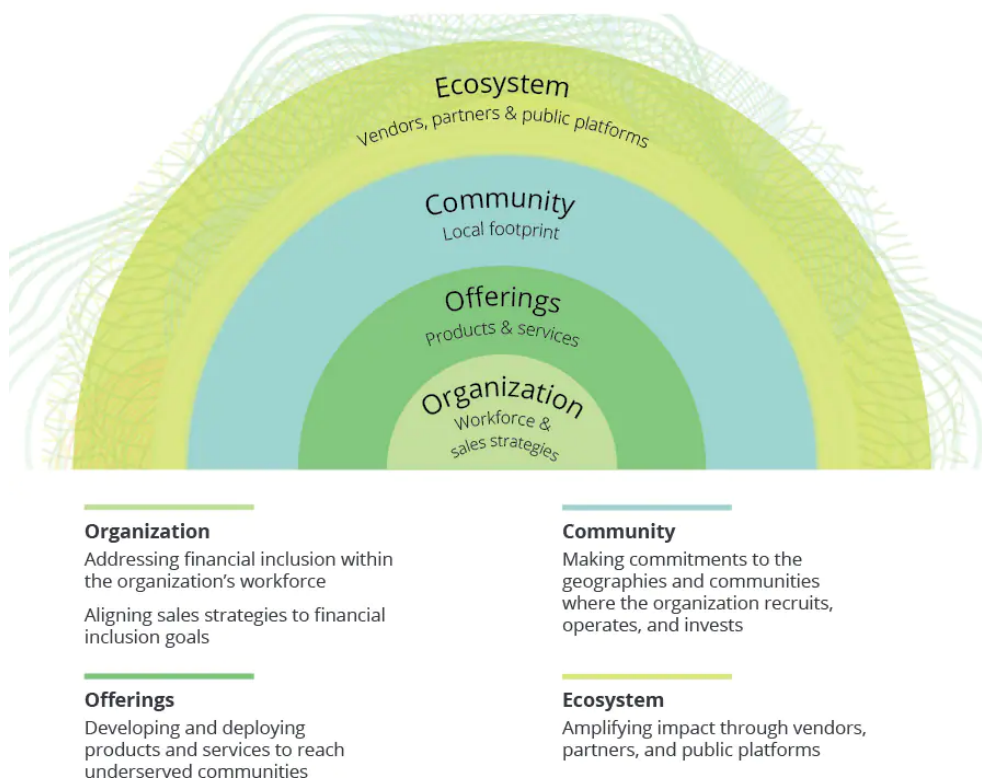 Ecosystem
Vendors, partners & public platforms
Community
Local footprint
Offerings
Products & services
Organization
Workforce &
sales strategies
Organization
Addressing financial inclusion within
the organization’s workforce
Aligning sales strategies to financial
inclusion goals
Community
Making commitments to the
geographies and communities
where the organization recruits,
operates, and invests
Offerings
Developing and deploying
products and services to reach
underserved communities
Ecosystem
Amplifying impact through vendors,
partners, and public platforms